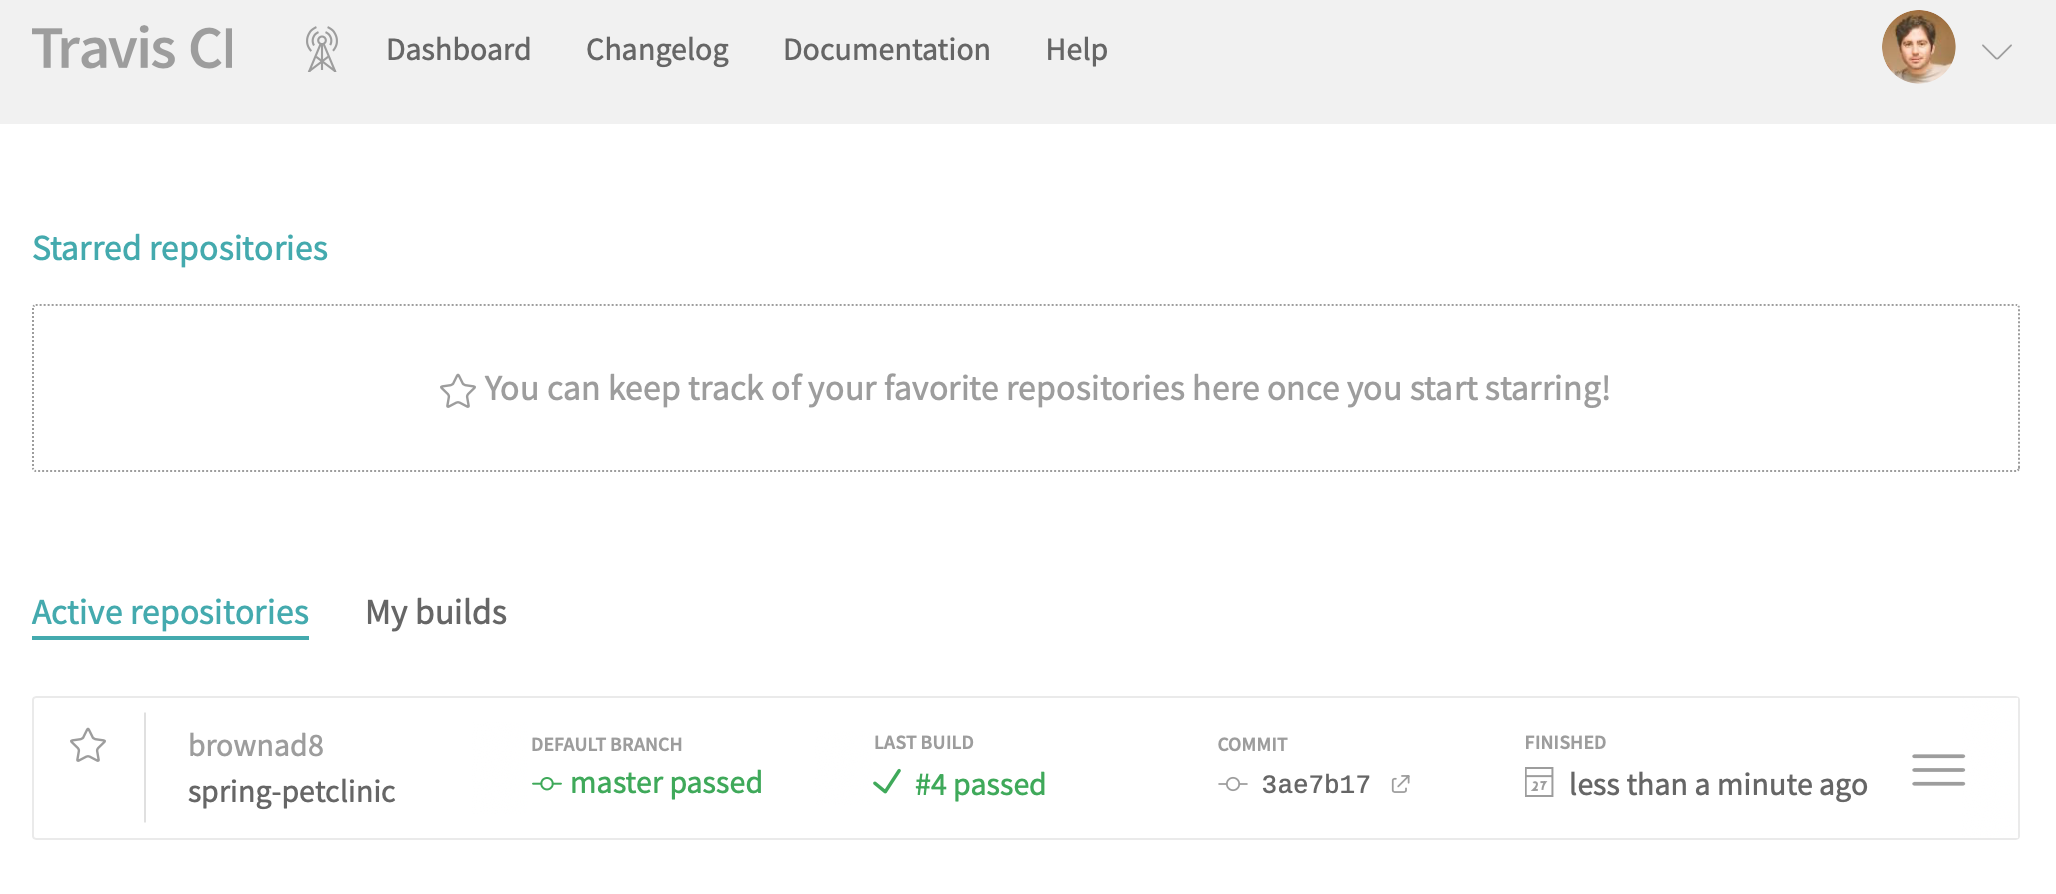 Travis CI
Dashboard
Changelog
Documentation
Help
Starred repositories
You can keep track of your favorite repositories here once you start starring!
Active repositories
My builds
brownad8
spring-petclinic
DEFAULT BRANCH
master passed
LAST BUILD
#4 passed
COMMIT
3ae7b17
FINISHED
27
less than a minute ago